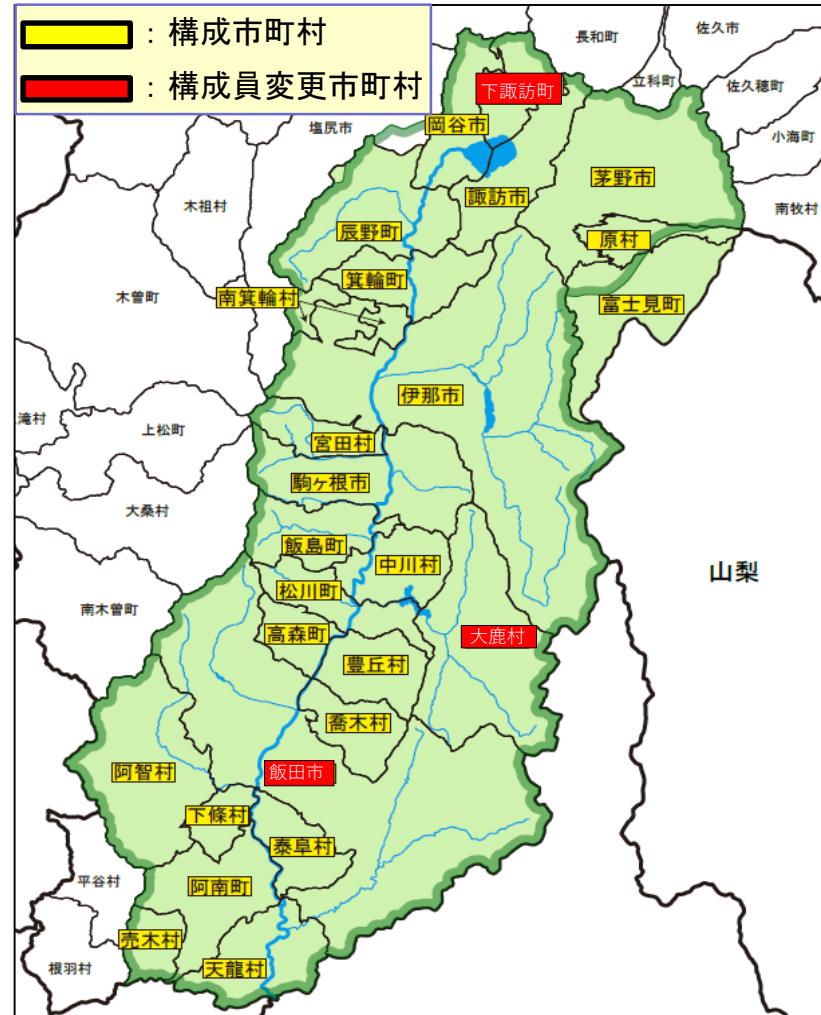 ：構成市町村
：構成員変更市町村
長和町
佐久市
下諏訪町
立科町
佐久穂町
岡谷市
塩尻市
小海町
茅野市
諏訪市
木祖村
南牧村
辰野町
原村
箕輪町
木曽町
南箕輪村
富士見町
伊那市
滝村
上松町
宮田村
駒ヶ根市
大桑村
飯島町
中川村
山梨
松川町
南木曽町
高森町
大鹿村
豊丘村
喬木村
阿智村
飯田市
下條村
泰阜村
平谷村
阿南町
売木村
根羽村
天龍村